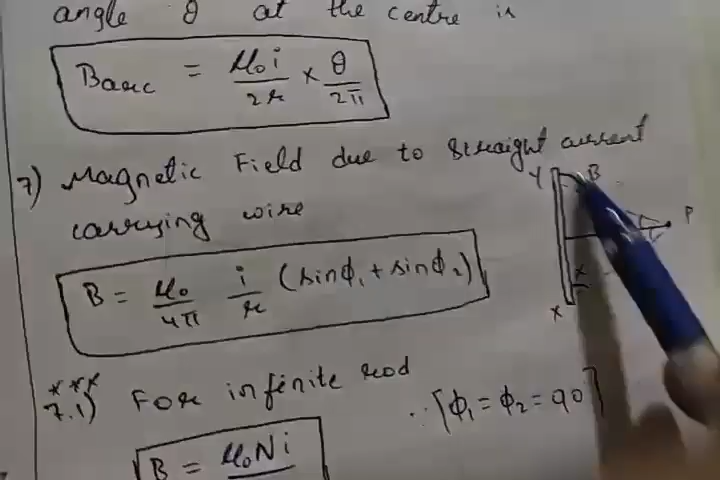 angle θ at the centre is
Barc = μ₀i/2r × θ/2π
7) Magnetic Field due to straight current
carrying wire
Y B
P
B = μ₀/4π i/r (sinϕ₁ + sinϕ₂)
X
***
7.1) For infinite rod
∵ [ϕ₁ = ϕ₂ = 90]
B = μ₀Ni